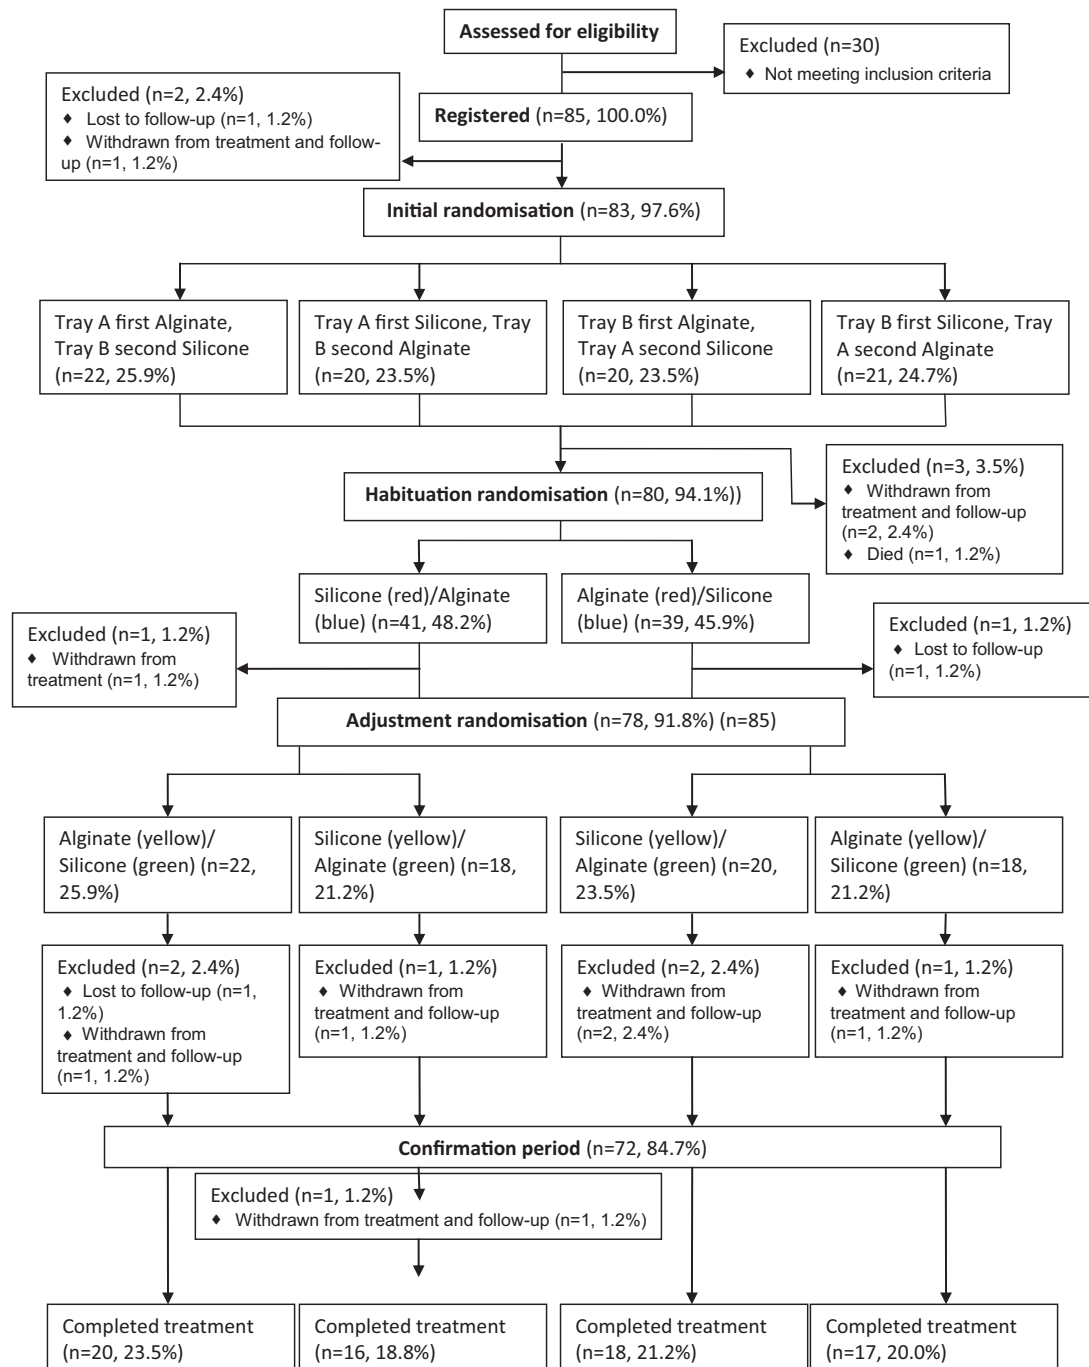 Assessed for eligibility
Excluded (n=30)
♦ Not meeting inclusion criteria
Excluded (n=2, 2.4%)
♦ Lost to follow-up (n=1, 1.2%)
♦ Withdrawn from treatment and follow-
up (n=1, 1.2%)
Registered (n=85, 100.0%)
Initial randomisation (n=83, 97.6%)
Tray A first Alginate,
Tray B second Silicone
(n=22, 25.9%)
Tray A first Silicone, Tray
B second Alginate
(n=20, 23.5%)
Tray B first Alginate,
Tray A second Silicone
(n=20, 23.5%)
Tray B first Silicone, Tray
A second Alginate
(n=21, 24.7%)
Excluded (n=3, 3.5%)
♦ Withdrawn from
treatment and follow-up
(n=2, 2.4%)
♦ Died (n=1, 1.2%)
Habituation randomisation (n=80, 94.1%))
Silicone (red)/Alginate
(blue) (n=41, 48.2%)
Alginate (red)/Silicone
(blue) (n=39, 45.9%)
Excluded (n=1, 1.2%)
♦ Withdrawn from
treatment (n=1, 1.2%)
Excluded (n=1, 1.2%)
♦ Lost to follow-up
(n=1, 1.2%)
Adjustment randomisation (n=78, 91.8%) (n=85)
Alginate (yellow)/
Silicone (green) (n=22,
25.9%)
Silicone (yellow)/
Alginate (green) (n=18,
21.2%)
Silicone (yellow)/
Alginate (green) (n=20,
23.5%)
Alginate (yellow)/
Silicone (green) (n=18,
21.2%)
Excluded (n=2, 2.4%)
♦ Lost to follow-up (n=1,
1.2%)
♦ Withdrawn from
treatment and follow-up
(n=1, 1.2%)
Excluded (n=1, 1.2%)
♦ Withdrawn from
treatment and follow-up
(n=1, 1.2%)
Excluded (n=2, 2.4%)
♦ Withdrawn from
treatment and follow-up
(n=2, 2.4%)
Excluded (n=1, 1.2%)
♦ Withdrawn from
treatment and follow-up
(n=1, 1.2%)
Confirmation period (n=72, 84.7%)
Excluded (n=1, 1.2%)
♦ Withdrawn from treatment and follow-up (n=1, 1.2%)
Completed treatment
(n=20, 23.5%)
Completed treatment
(n=16, 18.8%)
Completed treatment
(n=18, 21.2%)
Completed treatment
(n=17, 20.0%)